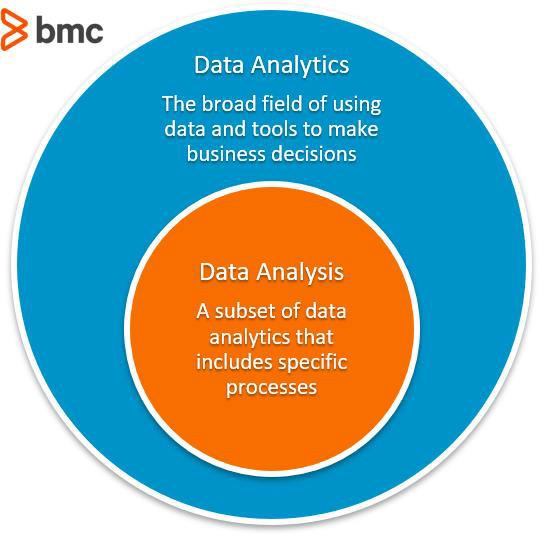 bmc
Data Analytics
The broad field of using
data and tools to make
business decisions
Data Analysis
A subset of data
analytics that
includes specific
processes